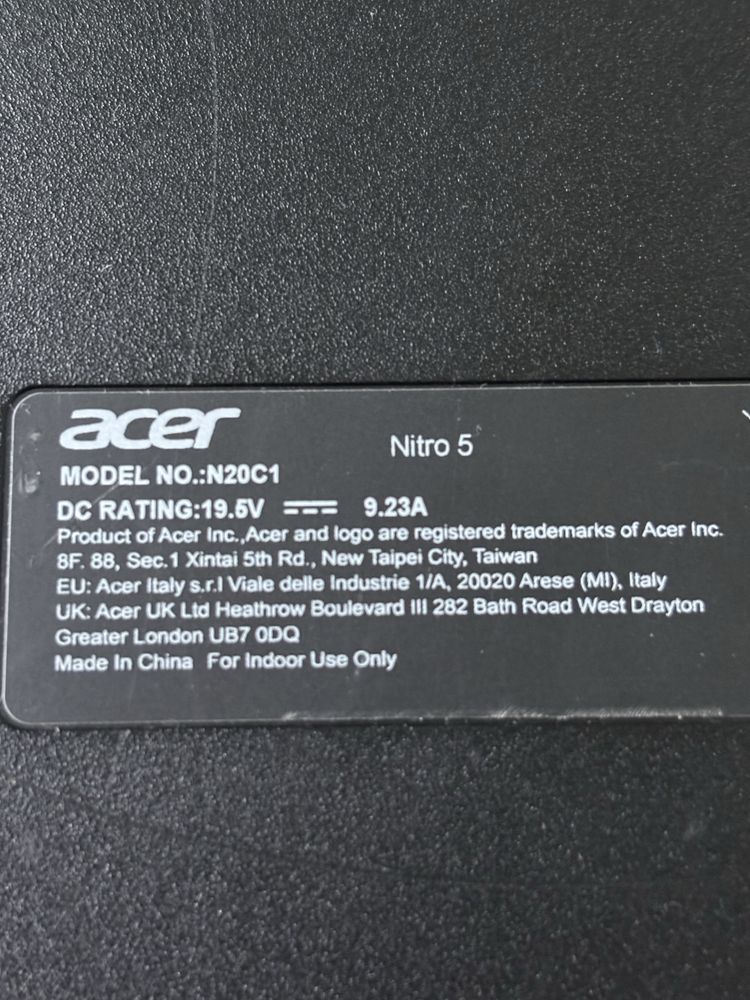 acer
Nitro 5
MODEL NO.:N20C1
DC RATING:19.5V ⎓ 9.23A
Product of Acer Inc.,Acer and logo are registered trademarks of Acer Inc.
8F. 88, Sec.1 Xintai 5th Rd., New Taipei City, Taiwan
EU: Acer Italy s.r.l Viale delle Industrie 1/A, 20020 Arese (MI), Italy
UK: Acer UK Ltd Heathrow Boulevard III 282 Bath Road West Drayton
Greater London UB7 0DQ
Made In China For Indoor Use Only